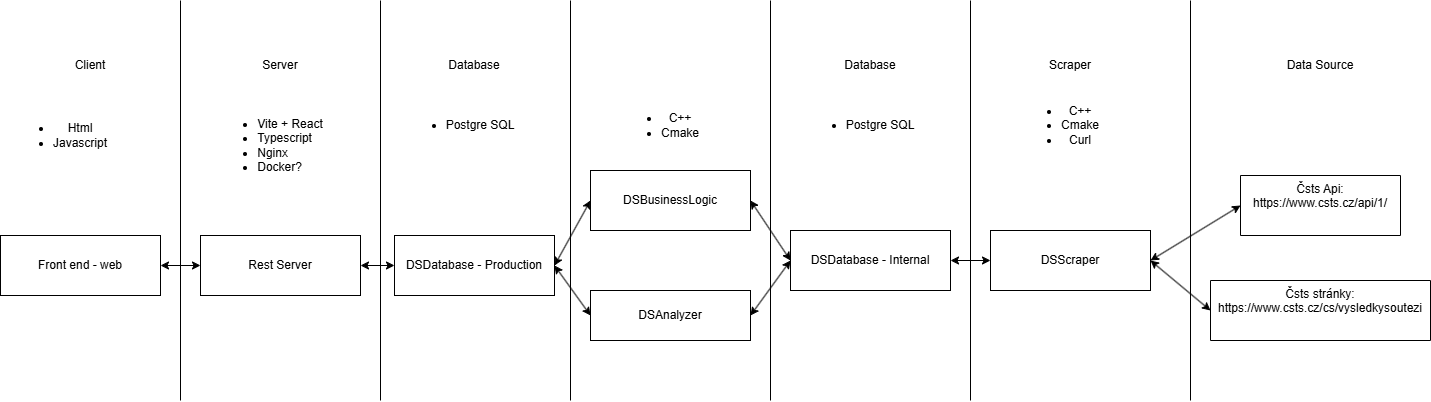 Client
Server
Database
Database
Scraper
Data Source
Html
Javascript
Vite + React
Typescript
Nginx
Docker?
Postgre SQL
C++
Cmake
Postgre SQL
C++
Cmake
Curl
Front end - web
Rest Server
DSDatabase - Production
DSBusinessLogic
DSAnalyzer
DSDatabase - Internal
DSScraper
Čsts Api:
https://www.csts.cz/api/1/
Čsts stránky:
https://www.csts.cz/cs/vysledkysoutezi